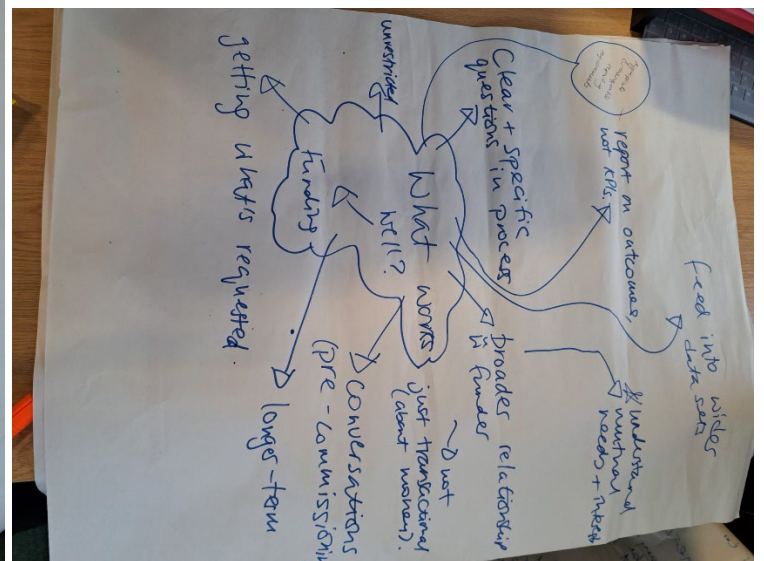 What works
well?
funding
unrestricted
getting what's requested.
longer-term
conversations
(pre-commissionin
broader relationship
w funder
~> not
just transactional
(about money).
& understand
mutual
needs + interest
Clear + specific
questions in process
report on outcomes,
not KPIs.
feed into wider
data sets